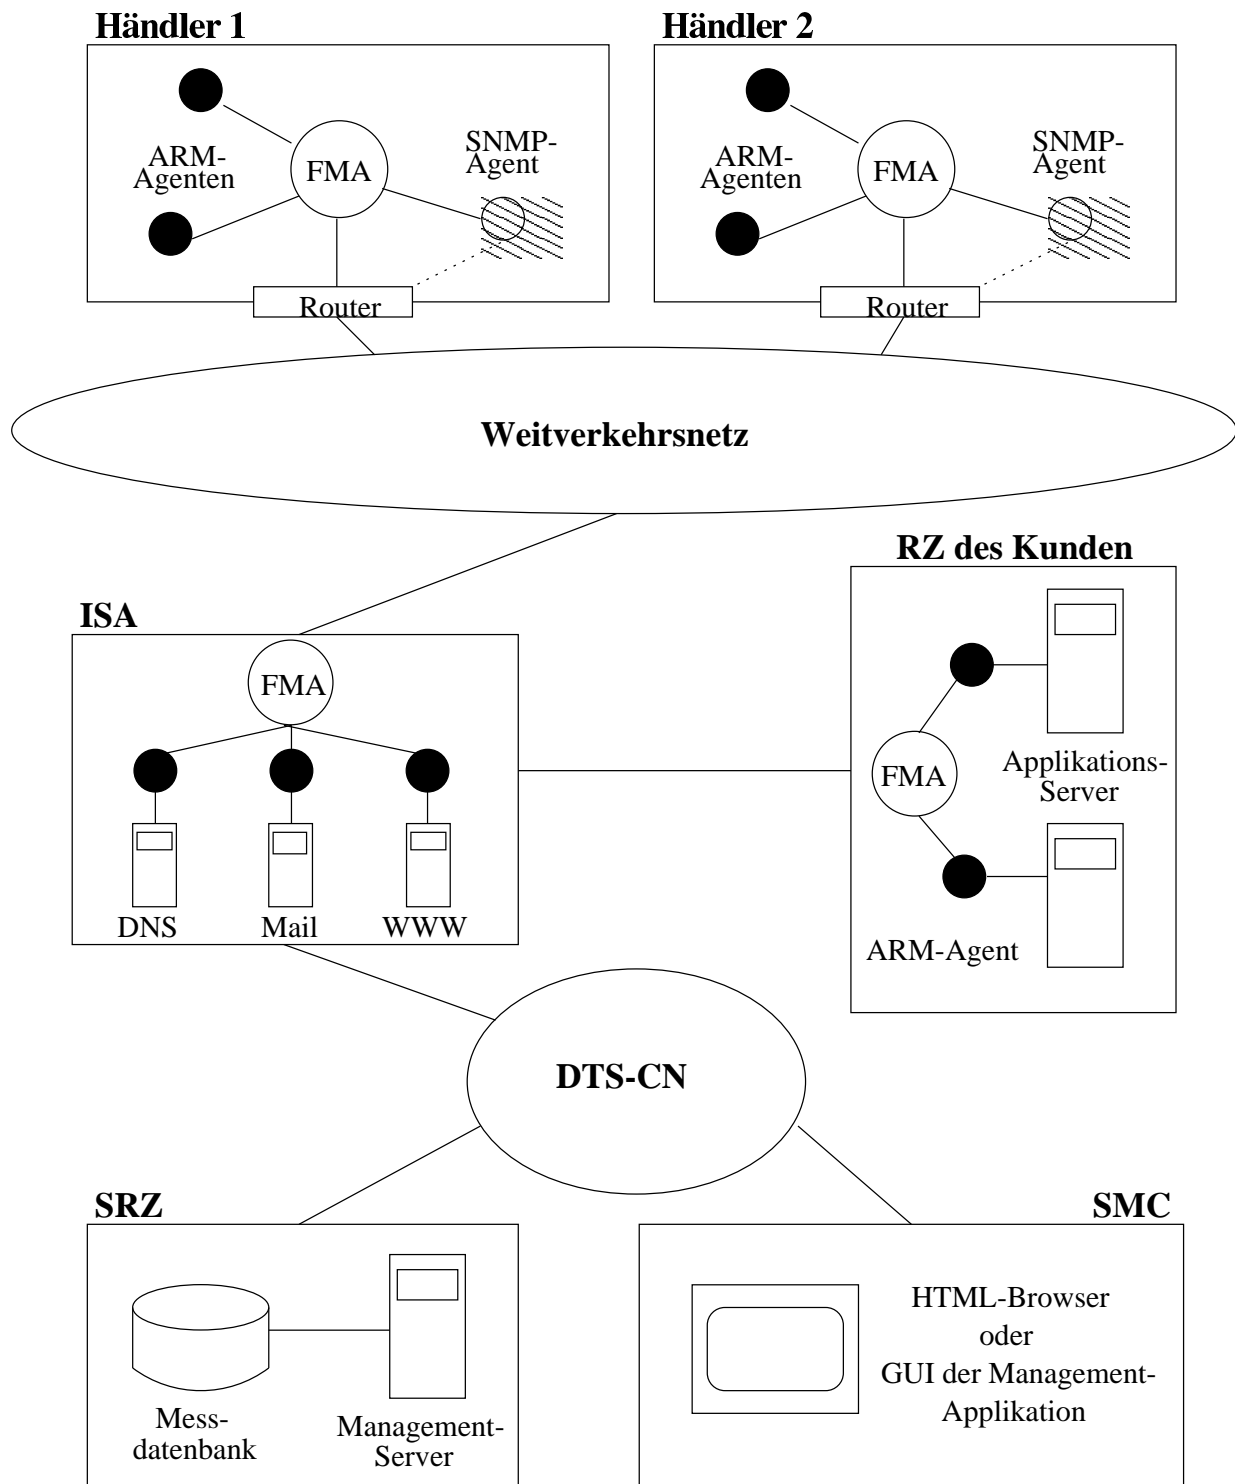 Händler 1
Händler 2
ARM-
Agenten
FMA
SNMP-
Agent
Router
ARM-
Agenten
FMA
SNMP-
Agent
Router
Weitverkehrsnetz
RZ des Kunden
ISA
FMA
DNS
Mail
WWW
FMA
Applikations-
Server
ARM-Agent
DTS-CN
SRZ
SMC
Mess-
datenbank
Management-
Server
HTML-Browser
oder
GUI der Management-
Applikation